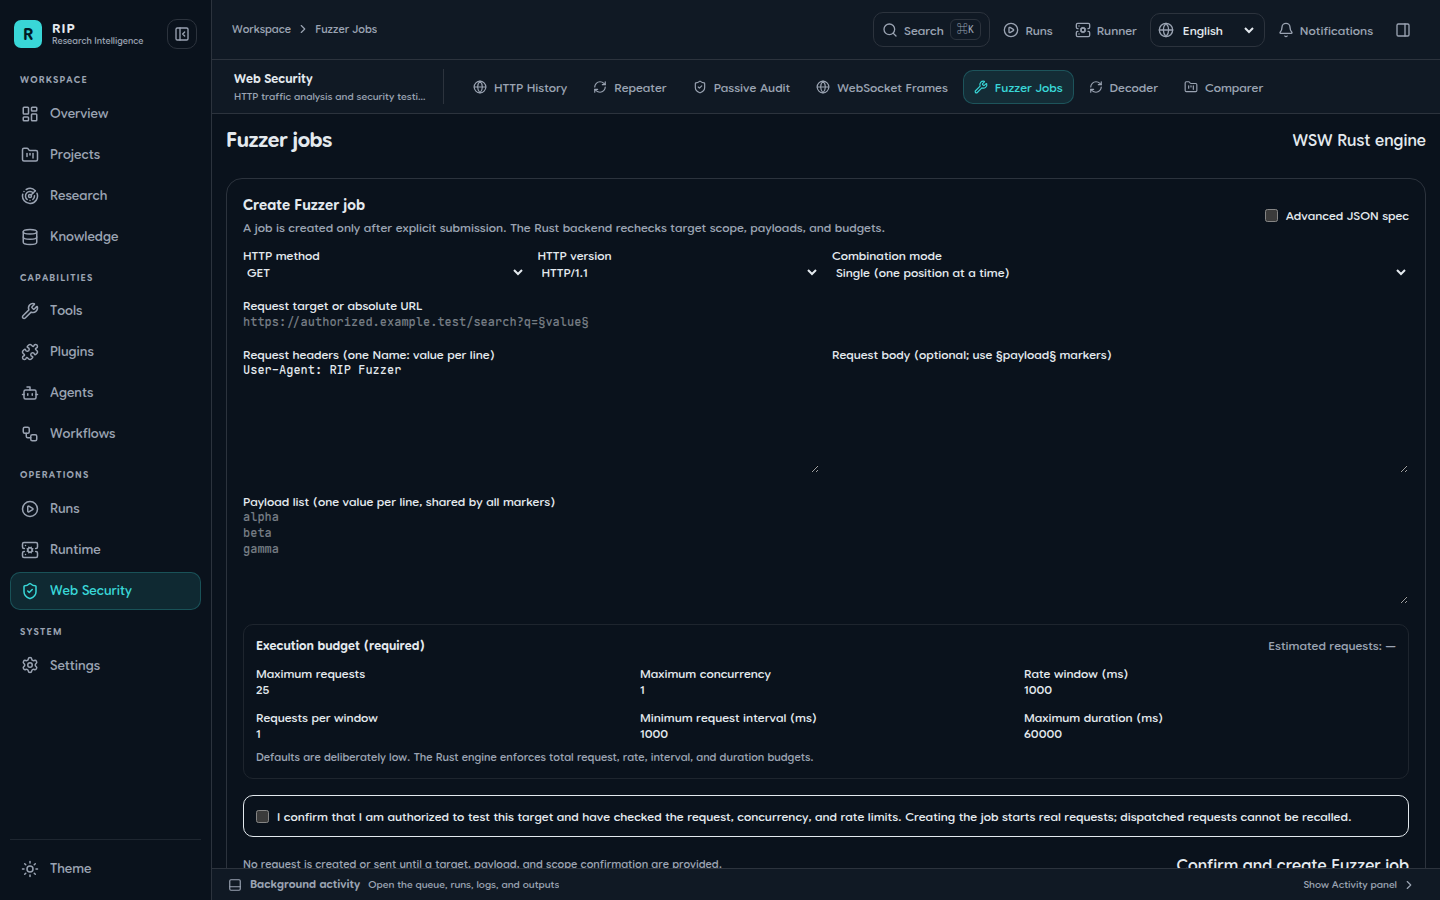 R
RIP
Research Intelligence
WORKSPACE
Overview
Projects
Research
Knowledge
CAPABILITIES
Tools
Plugins
Agents
Workflows
OPERATIONS
Runs
Runtime
Web Security
SYSTEM
Settings
Theme
Workspace > Fuzzer Jobs
Search ⌘K
Runs
Runner
English
Notifications
Web Security
HTTP traffic analysis and security testi...
HTTP History
Repeater
Passive Audit
WebSocket Frames
Fuzzer Jobs
Decoder
Comparer
Fuzzer jobs
WSW Rust engine
Create Fuzzer job
A job is created only after explicit submission. The Rust backend rechecks target scope, payloads, and budgets.
Advanced JSON spec
HTTP method
GET
HTTP version
HTTP/1.1
Combination mode
Single (one position at a time)
Request target or absolute URL
https://authorized.example.test/search?q=§value§
Request headers (one Name: value per line)
User-Agent: RIP Fuzzer
Request body (optional; use §payload§ markers)
Payload list (one value per line, shared by all markers)
alpha
beta
gamma
Execution budget (required)
Estimated requests: —
Maximum requests
25
Maximum concurrency
1
Rate window (ms)
1000
Requests per window
1
Minimum request interval (ms)
1000
Maximum duration (ms)
60000
Defaults are deliberately low. The Rust engine enforces total request, rate, interval, and duration budgets.
I confirm that I am authorized to test this target and have checked the request, concurrency, and rate limits. Creating the job starts real requests; dispatched requests cannot be recalled.
No request is created or sent until a target, payload, and scope confirmation are provided.
Confirm and create Fuzzer job
Background activity Open the queue, runs, logs, and outputs
Show Activity panel